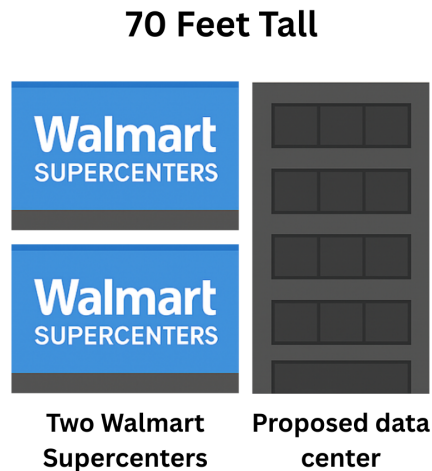 70 Feet Tall
Walmart
SUPERCENTERS
Walmart
SUPERCENTERS
Two Walmart
Supercenters
Proposed data
center